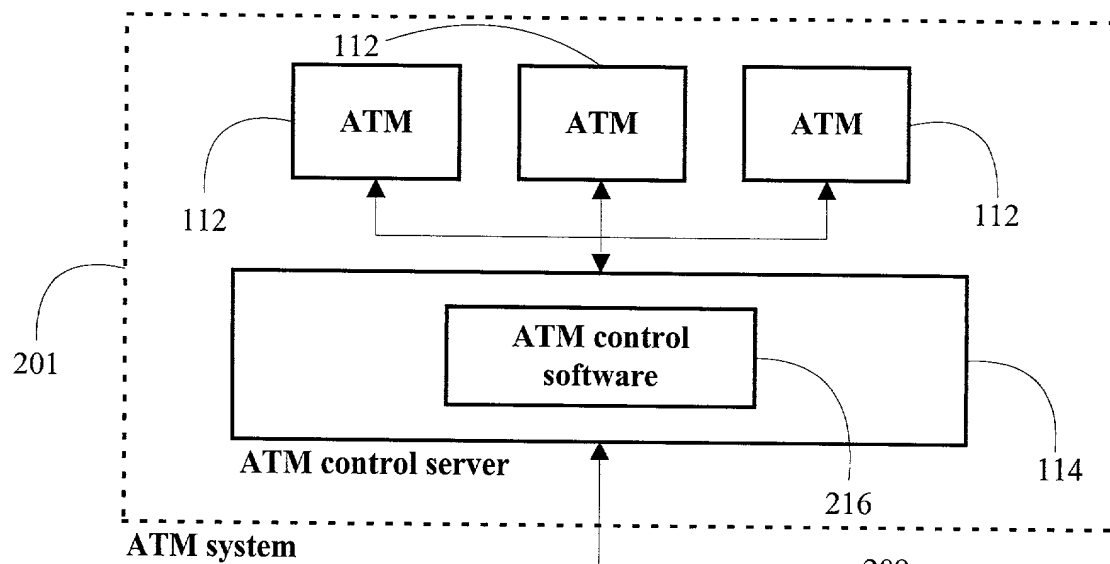 112
ATM
ATM
ATM
112
112
201
ATM control
software
ATM control server
216
114
ATM system